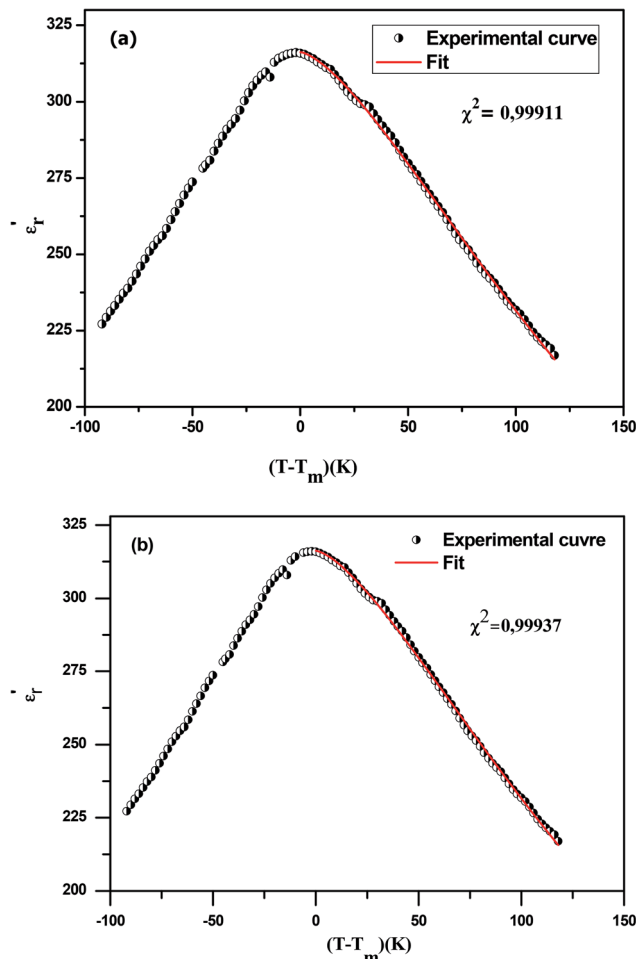 (a)
Experimental curve
Fit
χ²= 0,99911
325
300
275
250
225
200
ε'r
-100
-50
0
50
100
150
(T-Tm)(K)
(b)
Experimental cuvre
Fit
χ²=0,99937
325
300
275
250
225
200
ε'r
-100
-50
0
50
100
150
(T-Tm)(K)